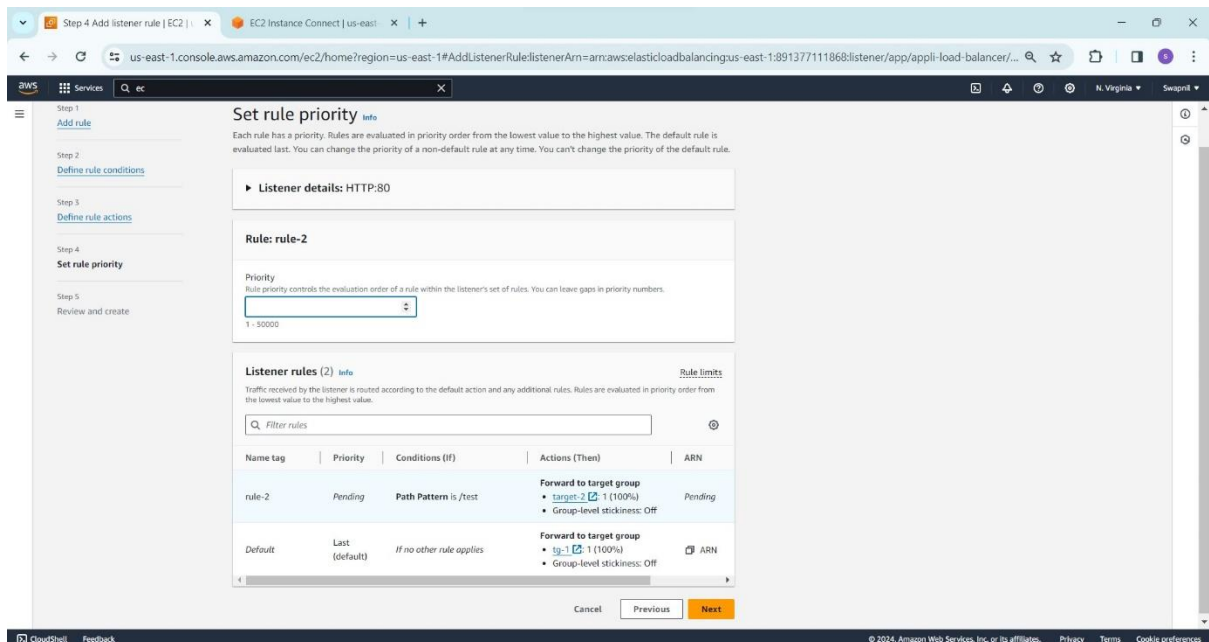 Step 4 Add listener rule | EC2 | u
EC2 Instance Connect | us-east
us-east-1.console.aws.amazon.com/ec2/home?region=us-east-1#AddListenerRule:listenerArn=arn:aws:elasticloadbalancing:us-east-1:891377111868:listener/app/appli-load-balancer/...
S
aws
Services
ec
N. Virginia
Swapnil
Step 1
Add rule
Step 2
Define rule conditions
Step 3
Define rule actions
Step 4
Set rule priority
Step 5
Review and create
Set rule priority Info
Each rule has a priority. Rules are evaluated in priority order from the lowest value to the highest value. The default rule is
evaluated last. You can change the priority of a non-default rule at any time. You can't change the priority of the default rule.
Listener details: HTTP:80
Rule: rule-2
Priority
Rule priority controls the evaluation order of a rule within the listener's set of rules. You can leave gaps in priority numbers.
1 - 50000
Listener rules (2) Info
Rule limits
Traffic received by the listener is routed according to the default action and any additional rules. Rules are evaluated in priority order from
the lowest value to the highest value.
Filter rules
Name tag Priority Conditions (If) Actions (Then) ARN
rule-2 Pending Path Pattern is /test
Forward to target group
target-2: 1 (100%)
Group-level stickiness: Off
Pending
Default
Last
(default)
If no other rule applies
Forward to target group
tg-1: 1 (100%)
Group-level stickiness: Off
ARN
Cancel Previous Next
CloudShell Feedback © 2024, Amazon Web Services, Inc. or its affiliates. Privacy Terms Cookie preferences